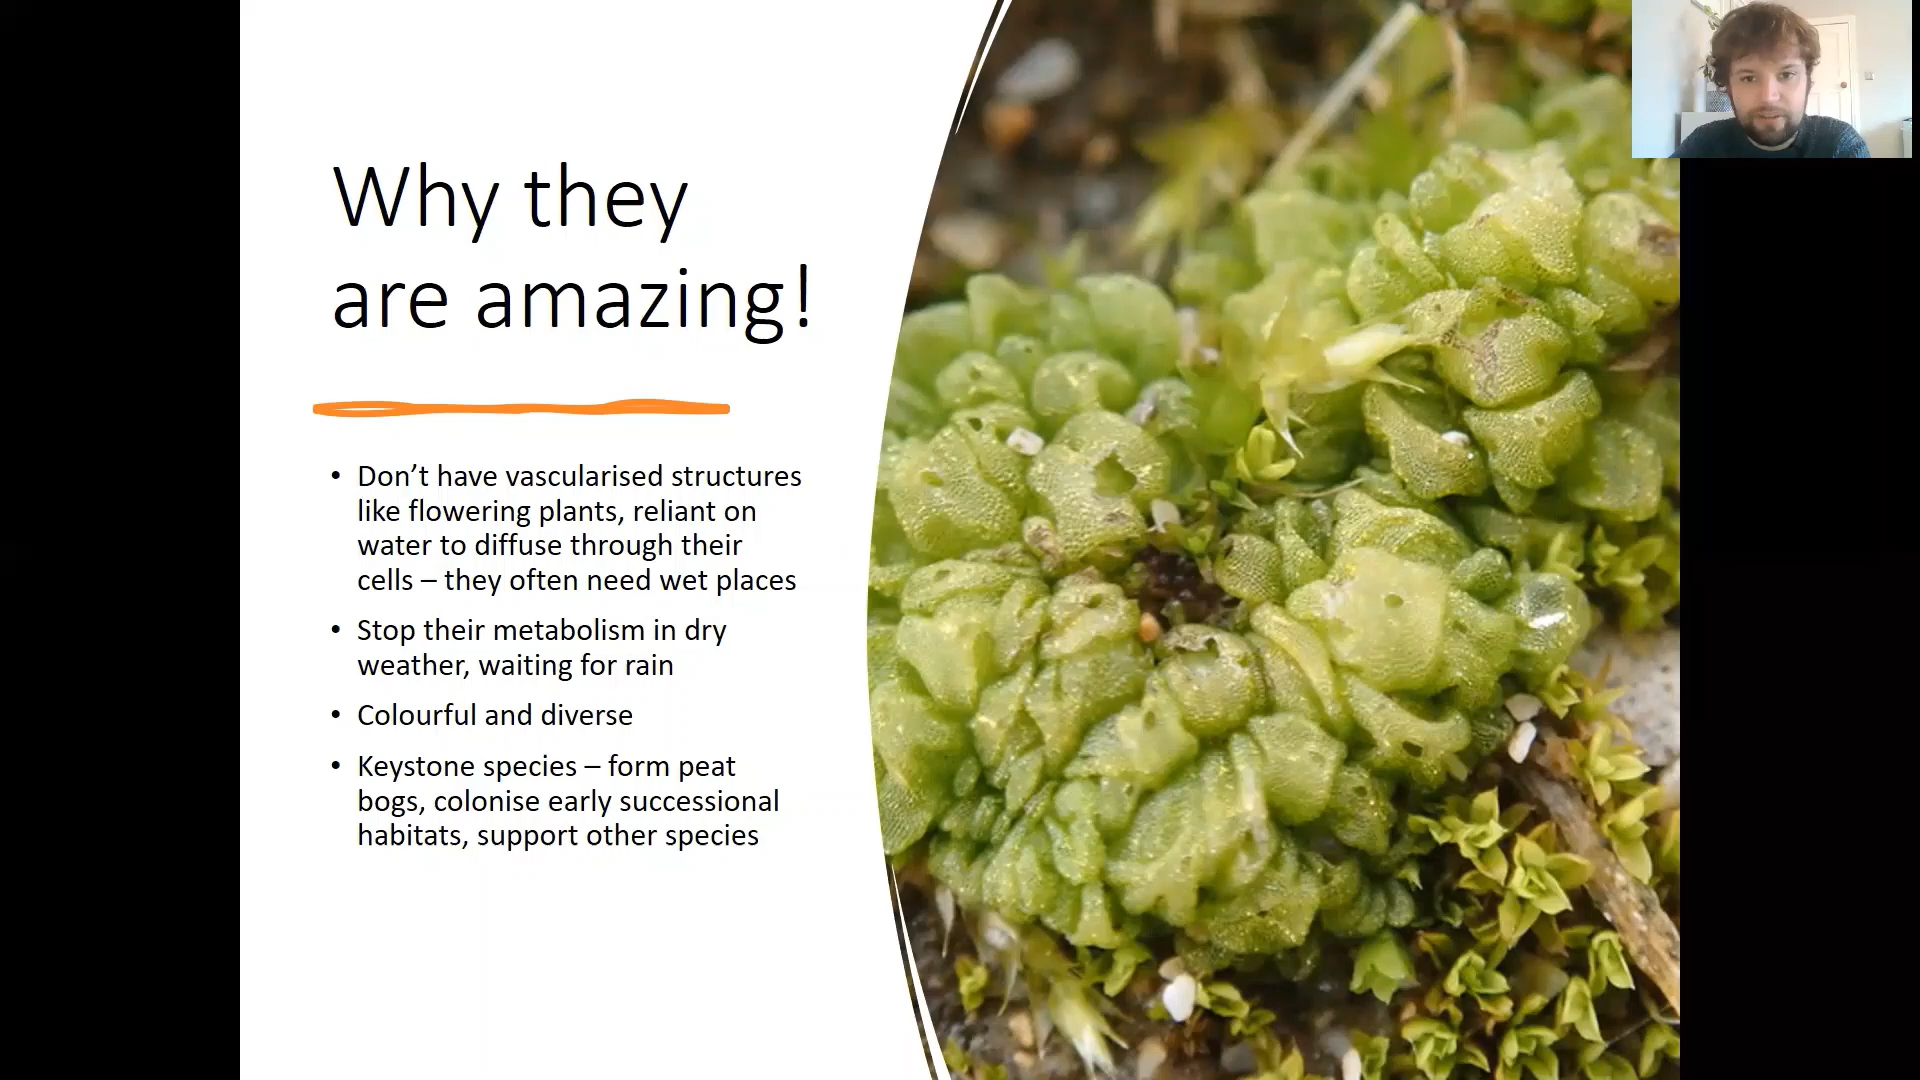 Why they
are amazing!
• Don’t have vascularised structures
like flowering plants, reliant on
water to diffuse through their
cells – they often need wet places
• Stop their metabolism in dry
weather, waiting for rain
• Colourful and diverse
• Keystone species – form peat
bogs, colonise early successional
habitats, support other species